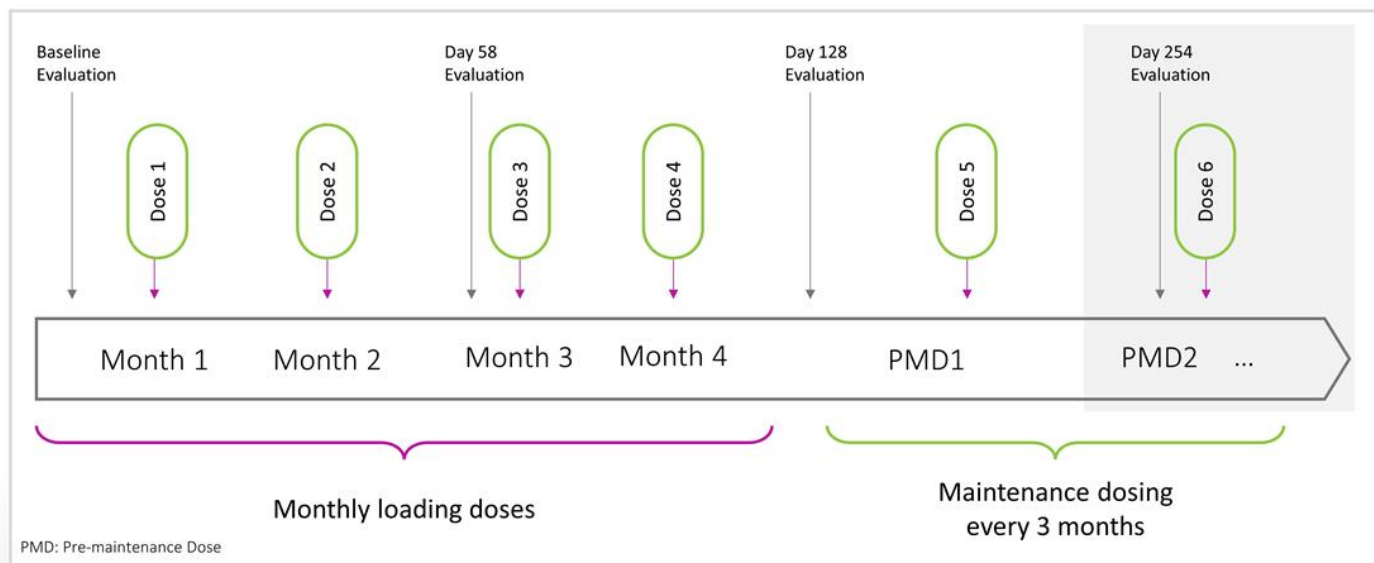 Baseline
Evaluation
Day 58
Evaluation
Day 128
Evaluation
Day 254
Evaluation
Dose 1
Dose 2
Dose 3
Dose 4
Dose 5
Dose 6
Month 1
Month 2
Month 3
Month 4
PMD1
PMD2 ...
Monthly loading doses
Maintenance dosing
every 3 months
PMD: Pre-maintenance Dose